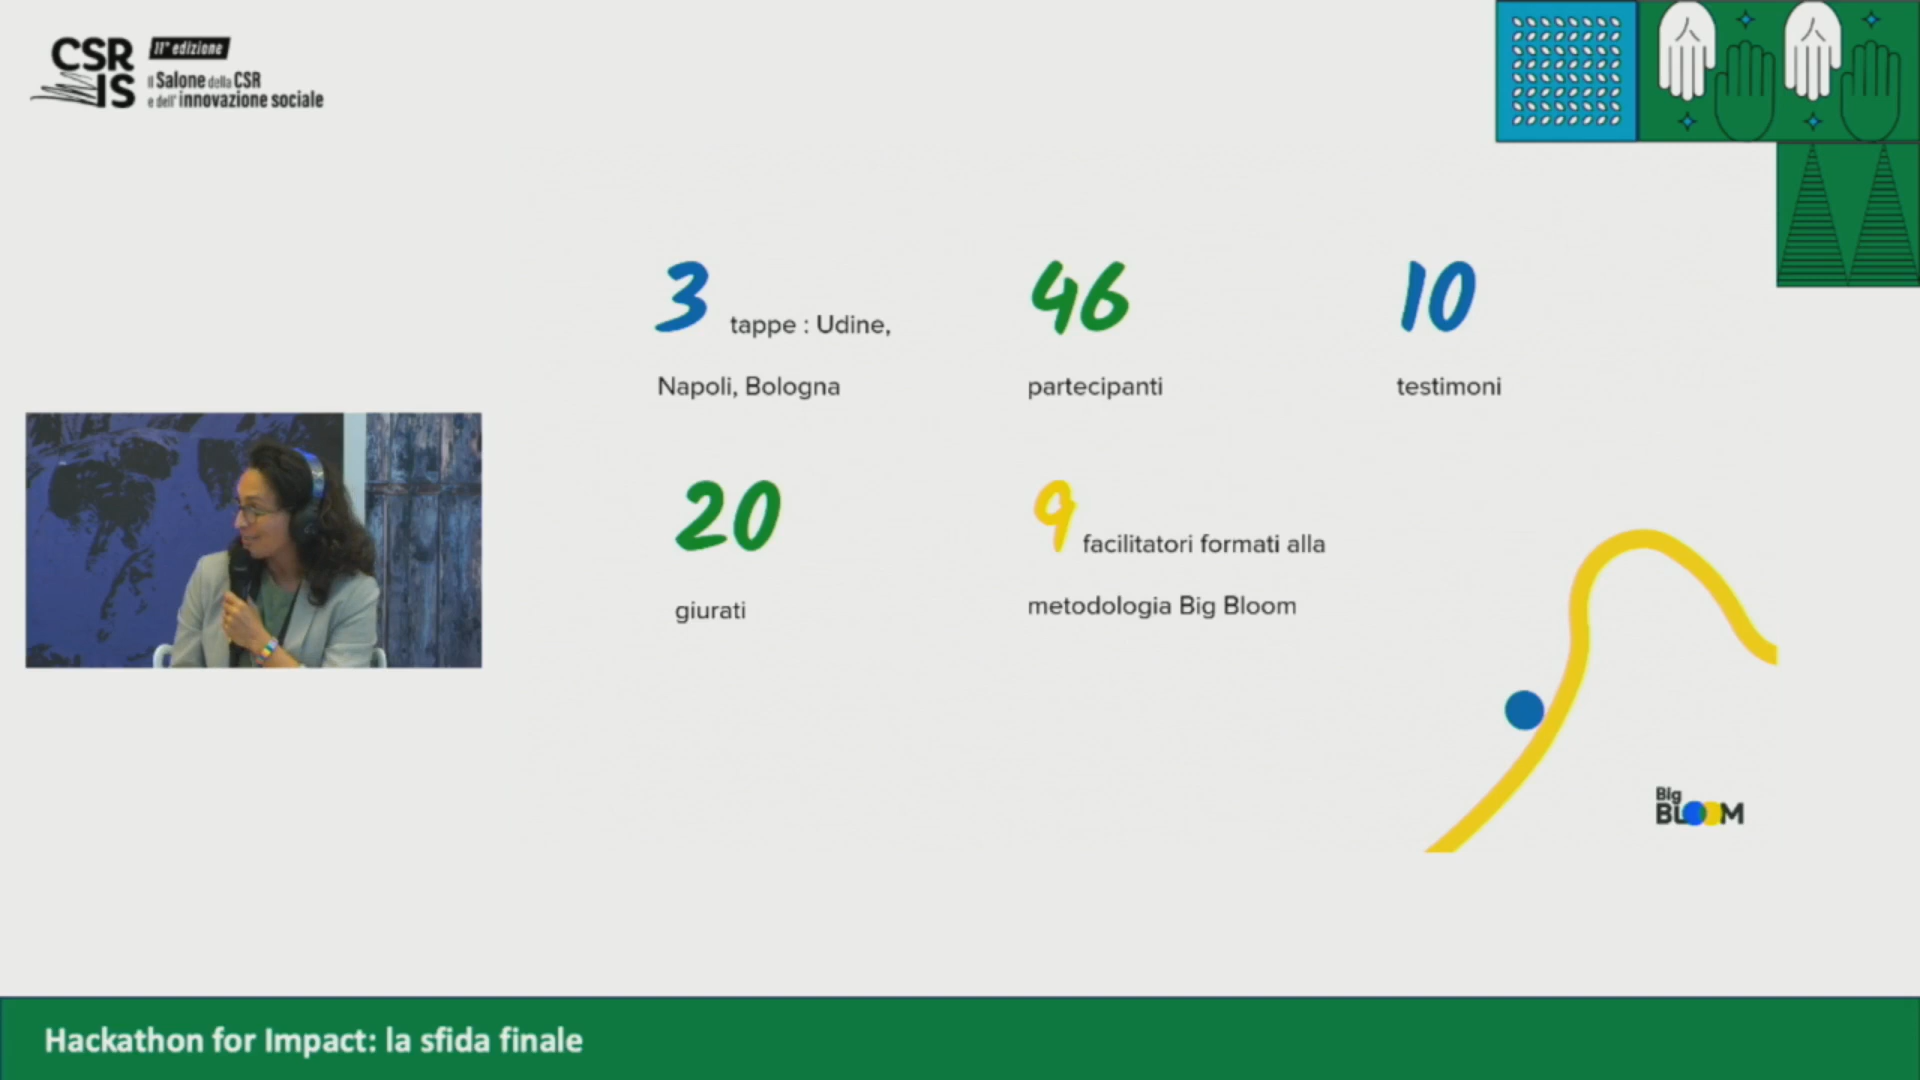 CSR
IS
11ª edizione
il Salone della CSR
e dell'innovazione sociale
3 tappe : Udine,
Napoli, Bologna
46
partecipanti
10
testimoni
20
giurati
9 facilitatori formati alla
metodologia Big Bloom
Big
BLOOM
Hackathon for Impact: la sfida finale